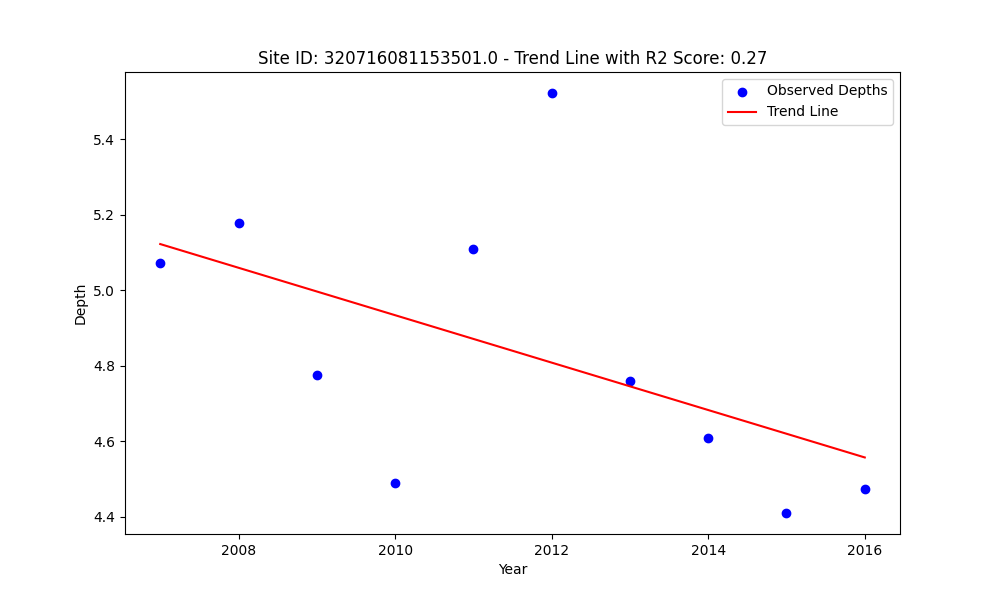 Site ID: 320716081153501.0 - Trend Line with R2 Score: 0.27
Observed Depths
Trend Line
5.4
5.2
5.0
4.8
4.6
4.4
Depth
2008
2010
2012
2014
2016
Year